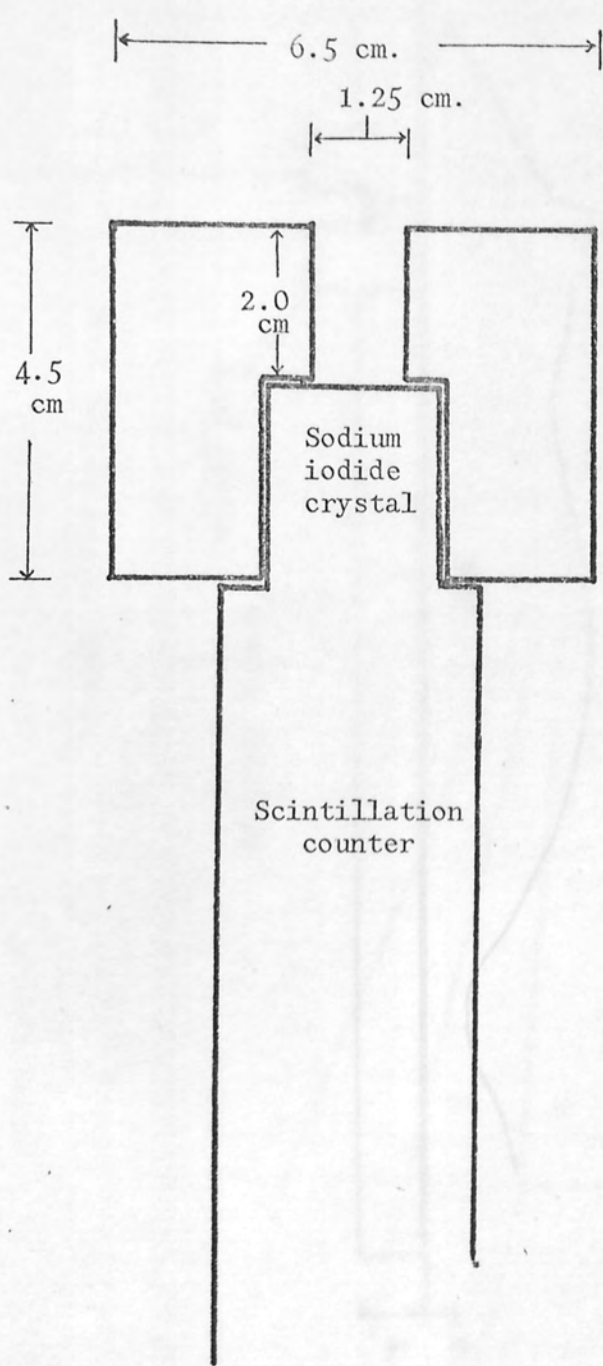 6.5 cm.
1.25 cm.
2.0
cm
4.5
cm
Sodium
iodide
crystal
Scintillation
counter